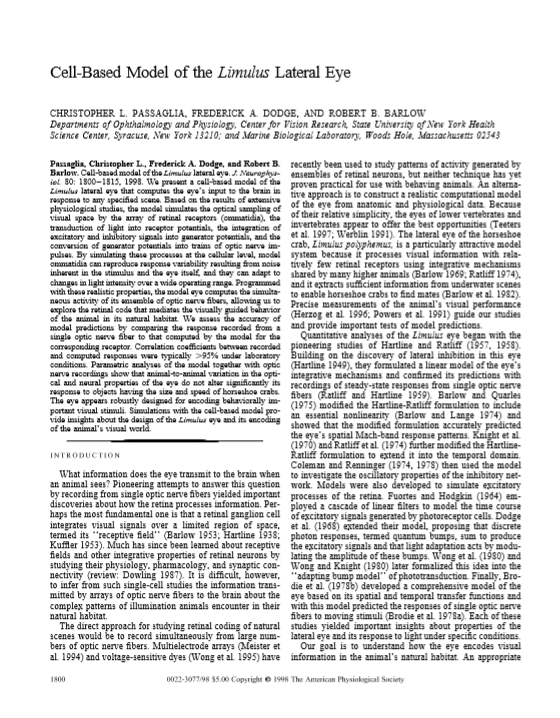 Cell-Based Model of the Limulus Lateral Eye
CHRISTOPHER L. PASSAGLIA, FREDERICK A. DODGE, AND ROBERT B. BARLOW
Departments of Ophthalmology and Physiology, Center for Vision Research, State University of New York Health
Science Center, Syracuse, New York 13210; and Marine Biological Laboratory, Woods Hole, Massachusetts 02543
Passaglia, Christopher L., Frederick A. Dodge, and Robert B.
Barlow. Cell-based model of the Limulus lateral eye. J. Neurophys-
iol. 80: 1800–1815, 1998. We present a cell-based model of the
Limulus lateral eye that computes the eye's input to the brain in
response to any specified scene. Based on the results of extensive
physiological studies, the model simulates the optical sampling of
visual space by the array of retinal receptors (ommatidia), the
transduction of light into receptor potentials, the integration of
excitatory and inhibitory signals into generator potentials, and the
conversion of generator potentials into trains of optic nerve im-
pulses. By simulating these processes at the cellular level, model
ommatidia can reproduce response variability resulting from noise
inherent in the stimulus and the eye itself, and they can adapt to
changes in light intensity over a wide operating range. Programmed
with these realistic properties, the model eye computes the simulta-
neous activity of its ensemble of optic nerve fibers, allowing us to
explore the retinal code that mediates the visually guided behavior
of the animal in its natural habitat. We assess the accuracy of
model predictions by comparing the response recorded from a
single optic nerve fiber to that computed by the model for the
corresponding receptor. Correlation coefficients between recorded
and computed responses were typically >95% under laboratory
conditions. Parametric analyses of the model together with optic
nerve recordings show that animal-to-animal variation in the opti-
cal and neural properties of the eye do not alter significantly its
response to objects having the size and speed of horseshoe crabs.
The eye appears robustly designed for encoding behaviorally im-
portant visual stimuli. Simulations with the cell-based model pro-
vide insights about the design of the Limulus eye and its encoding
of the animal's visual world.
INTRODUCTION
What information does the eye transmit to the brain when
an animal sees? Pioneering attempts to answer this question
by recording from single optic nerve fibers yielded important
discoveries about how the retina processes information. Per-
haps the most fundamental one is that a retinal ganglion cell
integrates visual signals over a limited region of space,
termed its ''receptive field'' (Barlow 1953; Hartline 1938;
Kuffler 1953). Much has since been learned about receptive
fields and other integrative properties of retinal neurons by
studying their physiology, pharmacology, and synaptic con-
nectivity (review: Dowling 1987). It is difficult, however,
to infer from such single-cell studies the information trans-
mitted by arrays of optic nerve fibers to the brain about the
complex patterns of illumination animals encounter in their
natural habitat.
The direct approach for studying retinal coding of natural
scenes would be to record simultaneously from large num-
bers of optic nerve fibers. Multielectrode arrays (Meister et
al. 1994) and voltage-sensitive dyes (Wong et al. 1995) have
recently been used to study patterns of activity generated by
ensembles of retinal neurons, but neither technique has yet
proven practical for use with behaving animals. An alterna-
tive approach is to construct a realistic computational model
of the eye from anatomic and physiological data. Because
of their relative simplicity, the eyes of lower vertebrates and
invertebrates appear to offer the best opportunities (Teeters
et al. 1997; Werblin 1991). The lateral eye of the horseshoe
crab, Limulus polyphemus, is a particularly attractive model
system because it processes visual information with rela-
tively few retinal receptors using integrative mechanisms
shared by many higher animals (Barlow 1969; Ratliff 1974),
and it extracts sufficient information from underwater scenes
to enable horseshoe crabs to find mates (Barlow et al. 1982).
Precise measurements of the animal's visual performance
(Herzog et al. 1996; Powers et al. 1991) guide our studies
and provide important tests of model predictions.
Quantitative analyses of the Limulus eye began with the
pioneering studies of Hartline and Ratliff (1957, 1958).
Building on the discovery of lateral inhibition in this eye
(Hartline 1949), they formulated a linear model of the eye's
integrative mechanisms and confirmed its predictions with
recordings of steady-state responses from single optic nerve
fibers (Ratliff and Hartline 1959). Barlow and Quarles
(1975) modified the Hartline-Ratliff formulation to include
an essential nonlinearity (Barlow and Lange 1974) and
showed that the modified formulation accurately predicted
the eye's spatial Mach-band response patterns. Knight et al.
(1970) and Ratliff et al. (1974) further modified the Hartline-
Ratliff formulation to extend it into the temporal domain.
Coleman and Renninger (1974, 1978) then used the model
to investigate the oscillatory properties of the inhibitory net-
work. Models were also developed to simulate excitatory
processes of the retina. Fuortes and Hodgkin (1964) em-
ployed a cascade of linear filters to model the time course
of excitatory signals generated by photoreceptor cells. Dodge
et al. (1968) extended their model, proposing that discrete
photon responses, termed quantum bumps, sum to produce
the excitatory signals and that light adaptation acts by modu-
lating the amplitude of these bumps. Wong et al. (1980) and
Wong and Knight (1980) later formalized this idea into the
''adapting bump model'' of phototransduction. Finally, Bro-
die et al. (1978b) developed a comprehensive model of the
eye based on its spatial and temporal transfer functions and
with this model predicted the responses of single optic nerve
fibers to moving stimuli (Brodie et al. 1978a). Each of these
studies yielded important insights about properties of the
lateral eye and its response to light under specific conditions.
Our goal is to understand how the eye encodes visual
information in the animal's natural habitat. An appropriate
1800
0022-3077/98 $5.00 Copyright © 1998 The American Physiological Society